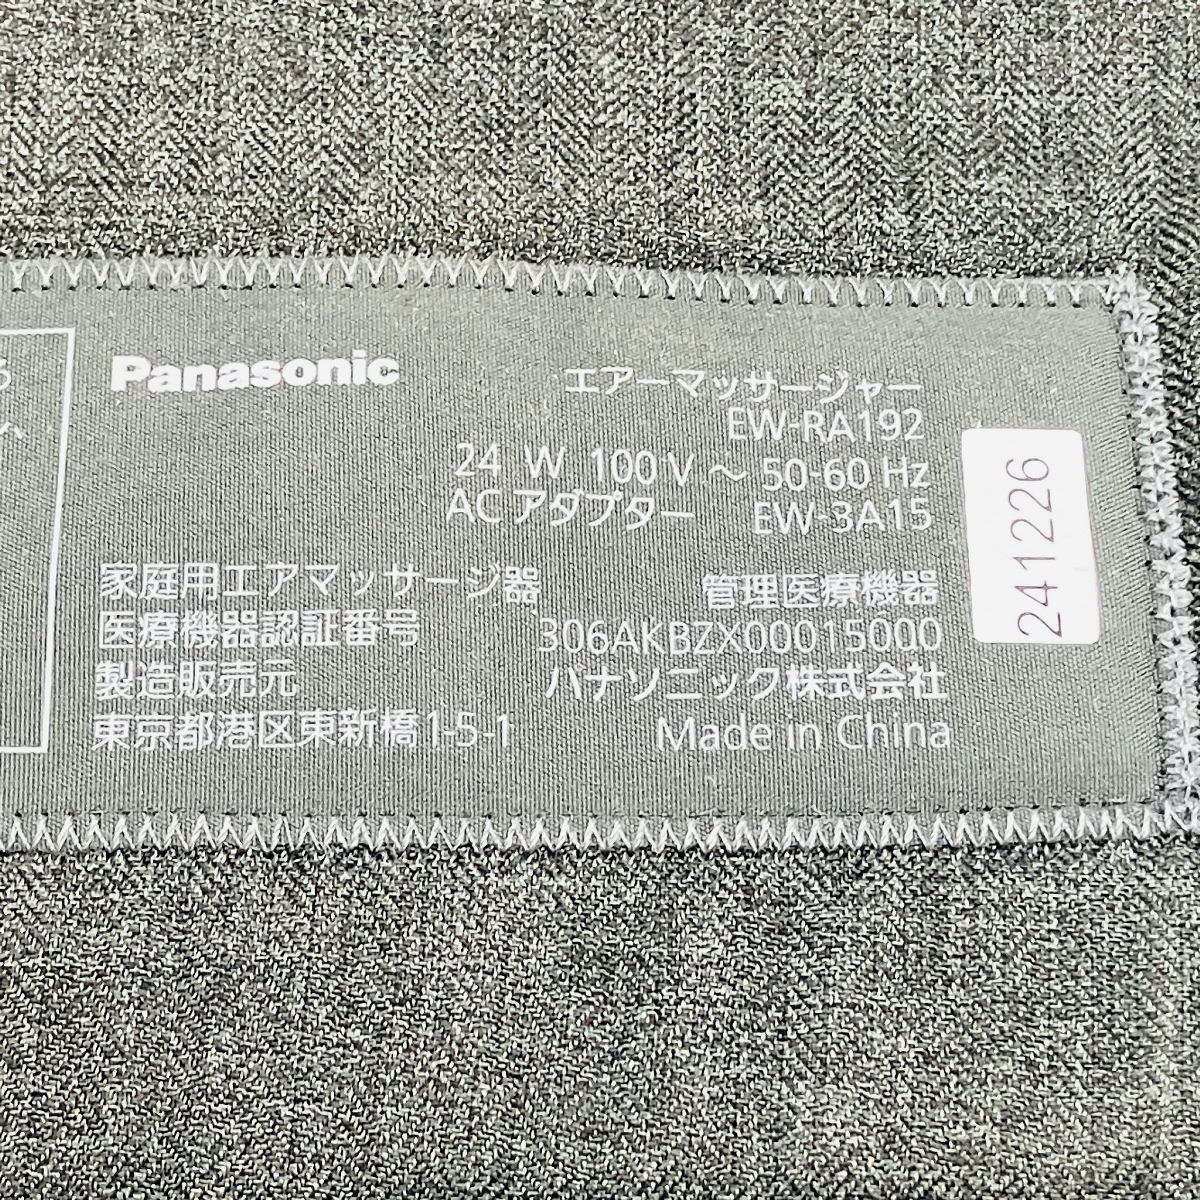 Panasonic
エアーマッサージャー
EW-RA192
24 W 100 V ～ 50-60 Hz
ACアダプター EW-3A15
家庭用エアマッサージ器 管理医療機器
医療機器認証番号 306AKBZX00015000
製造販売元 パナソニック株式会社
東京都港区東新橋1-5-1 Made in China
241226